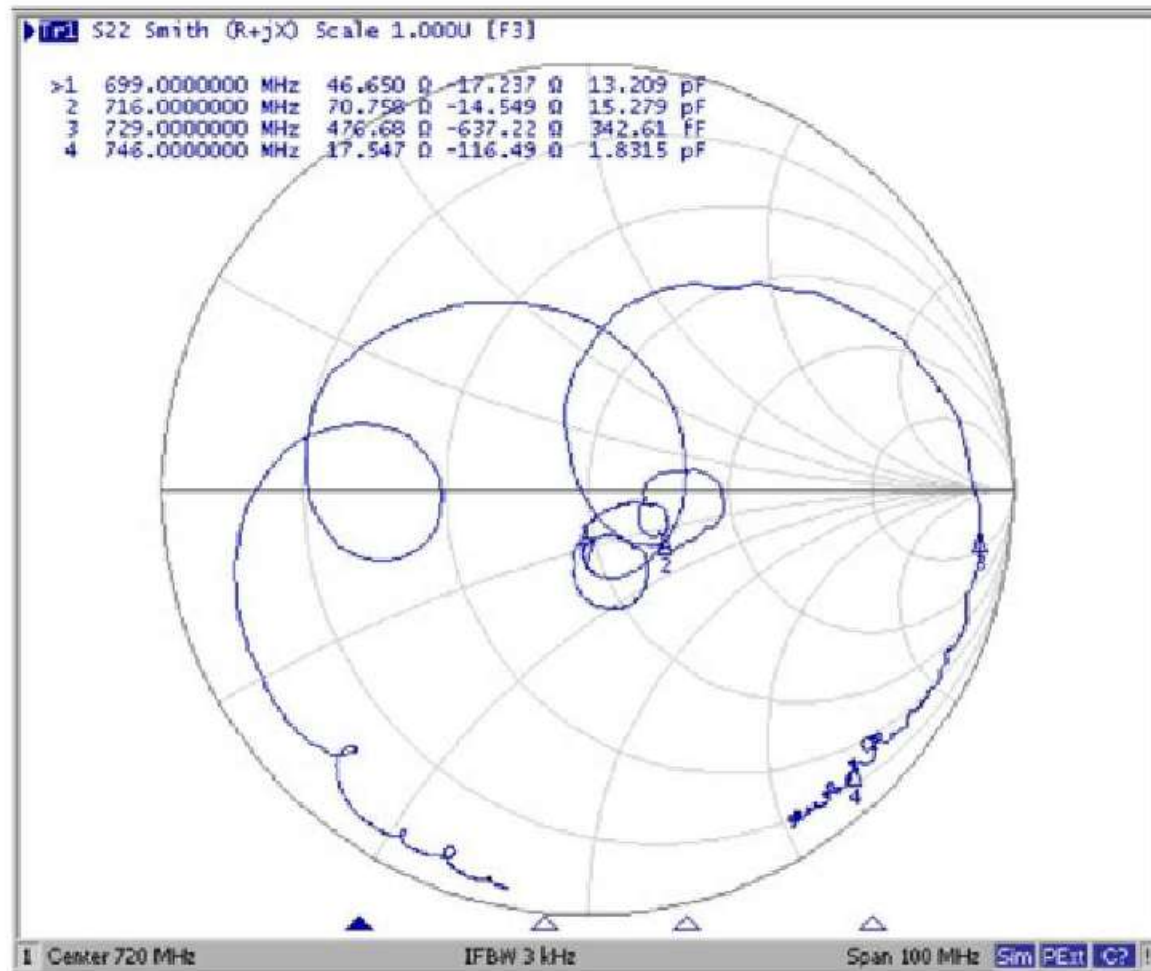 Tr1 S22 Smith (R+jX) Scale 1.000U [F3]
>1 699.0000000 MHz 46.650 Ω -17.237 Ω 13.209 pF
2 716.0000000 MHz 70.758 Ω -14.549 Ω 15.279 pF
3 729.0000000 MHz 476.68 Ω -637.22 Ω 342.61 fF
4 746.0000000 MHz 17.547 Ω -116.49 Ω 1.8315 pF
2
3
4
1 Center 720 MHz IFBW 3 kHz Span 100 MHz Sim PExt C? !